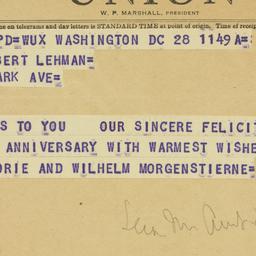 UNION
W. P. MARSHALL, PRESIDENT
me on telegrams and day letters is STANDARD TIME at point of origin. Time of receip
PD=WUX WASHINGTON DC 28 1149A=
BERT LEHMAN=
ARK AVE=
S TO YOU OUR SINCERE FELICIT
ANNIVERSARY WITH WARMEST WISHE
ORIE AND WILHELM MORGENSTIERNE=